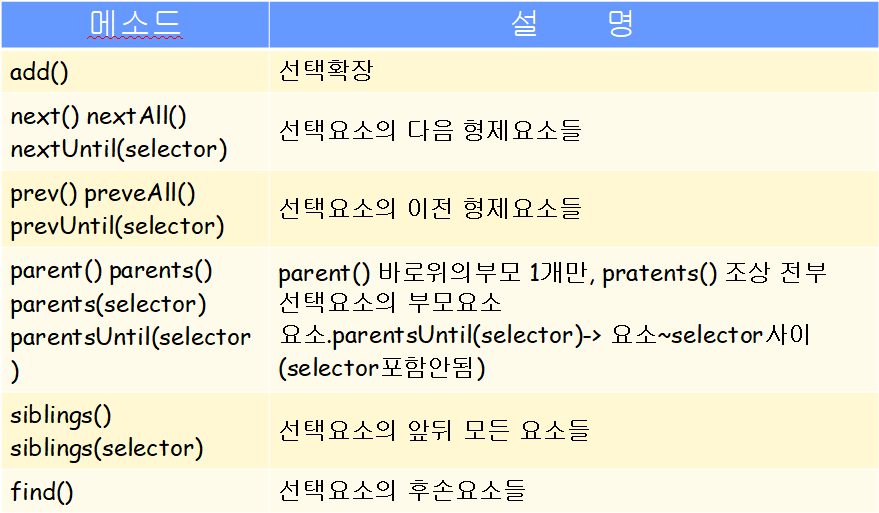 메소드
설 명
add()
선택확장
next() nextAll()
nextUntil(selector)
선택요소의 다음 형제요소들
prev() preveAll()
prevUntil(selector)
선택요소의 이전 형제요소들
parent() parents()
parents(selector)
parentsUntil(selector
)
parent() 바로위의부모 1개만, pratents() 조상 전부
선택요소의 부모요소
요소.parentsUntil(selector)-> 요소~selector사이
(selector포함안됨)
siblings()
siblings(selector)
선택요소의 앞뒤 모든 요소들
find()
선택요소의 후손요소들